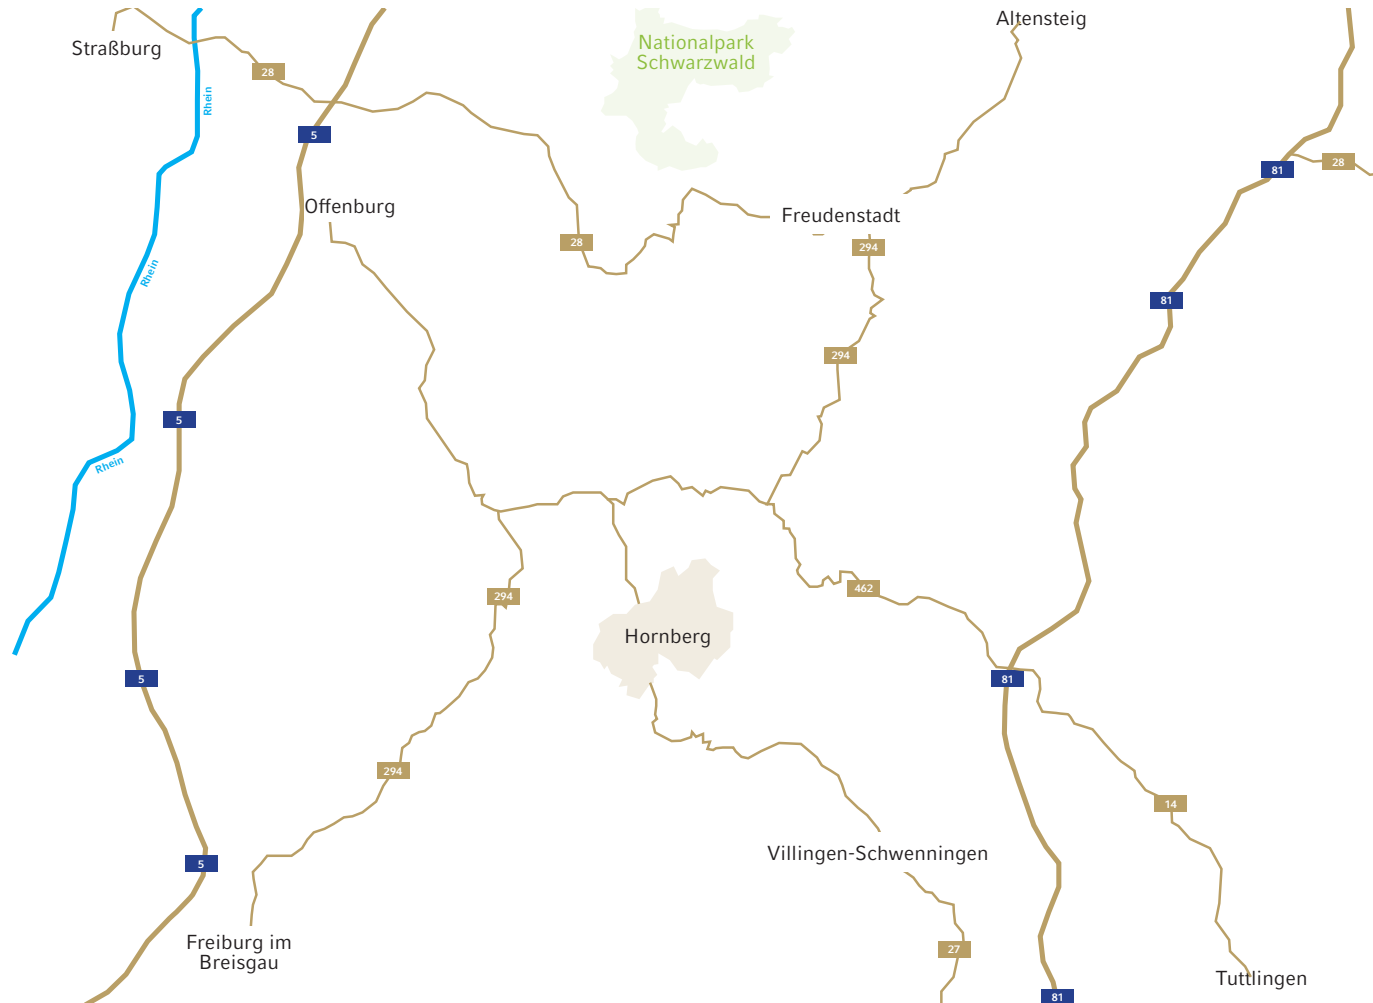 Altensteig
Straßburg
Nationalpark
Schwarzwald
28
Rhein
5
28
81
Offenburg
Freudenstadt
28
294
Rhein
81
294
5
Rhein
462
294
Hornberg
5
81
294
14
Villingen-Schwenningen
5
Freiburg im
Breisgau
27
Tuttlingen
81